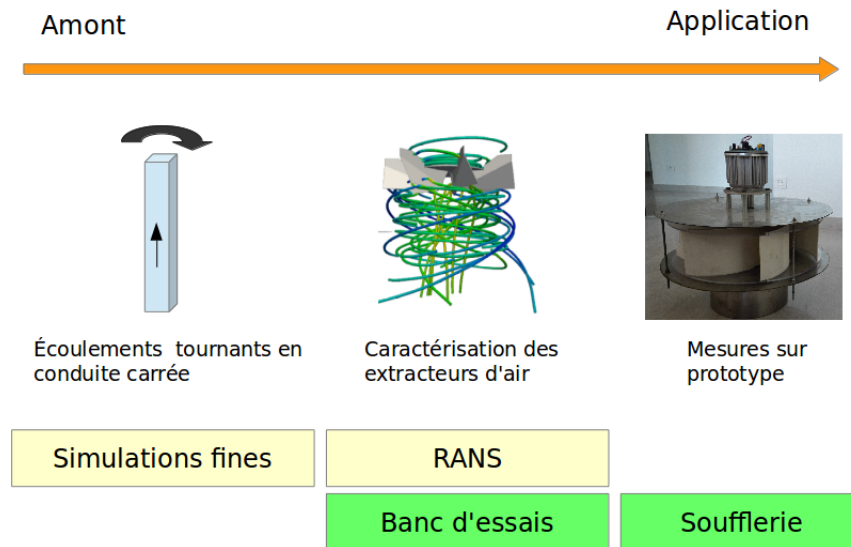 Amont
Application
Écoulements tournants en
conduite carrée
Caractérisation des
extracteurs d'air
Mesures sur
prototype
Simulations fines
RANS
Banc d'essais
Soufflerie